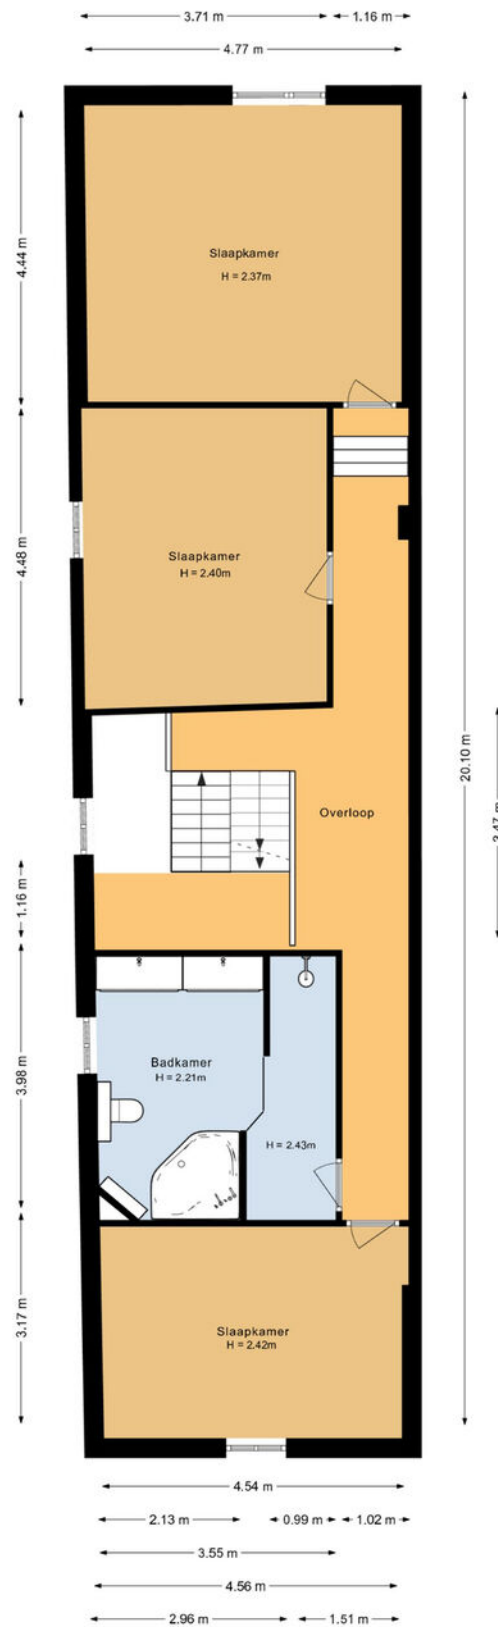 3.71 m
1.16 m
4.77 m
4.44 m
Slaapkamer
H = 2.37m
4.48 m
Slaapkamer
H = 2.40m
20.10 m
Overloop
3.47 m
1.16 m
3.98 m
Badkamer
H = 2.21m
H = 2.43m
3.17 m
Slaapkamer
H = 2.42m
4.54 m
2.13 m
0.99 m
1.02 m
3.55 m
4.56 m
2.96 m
1.51 m